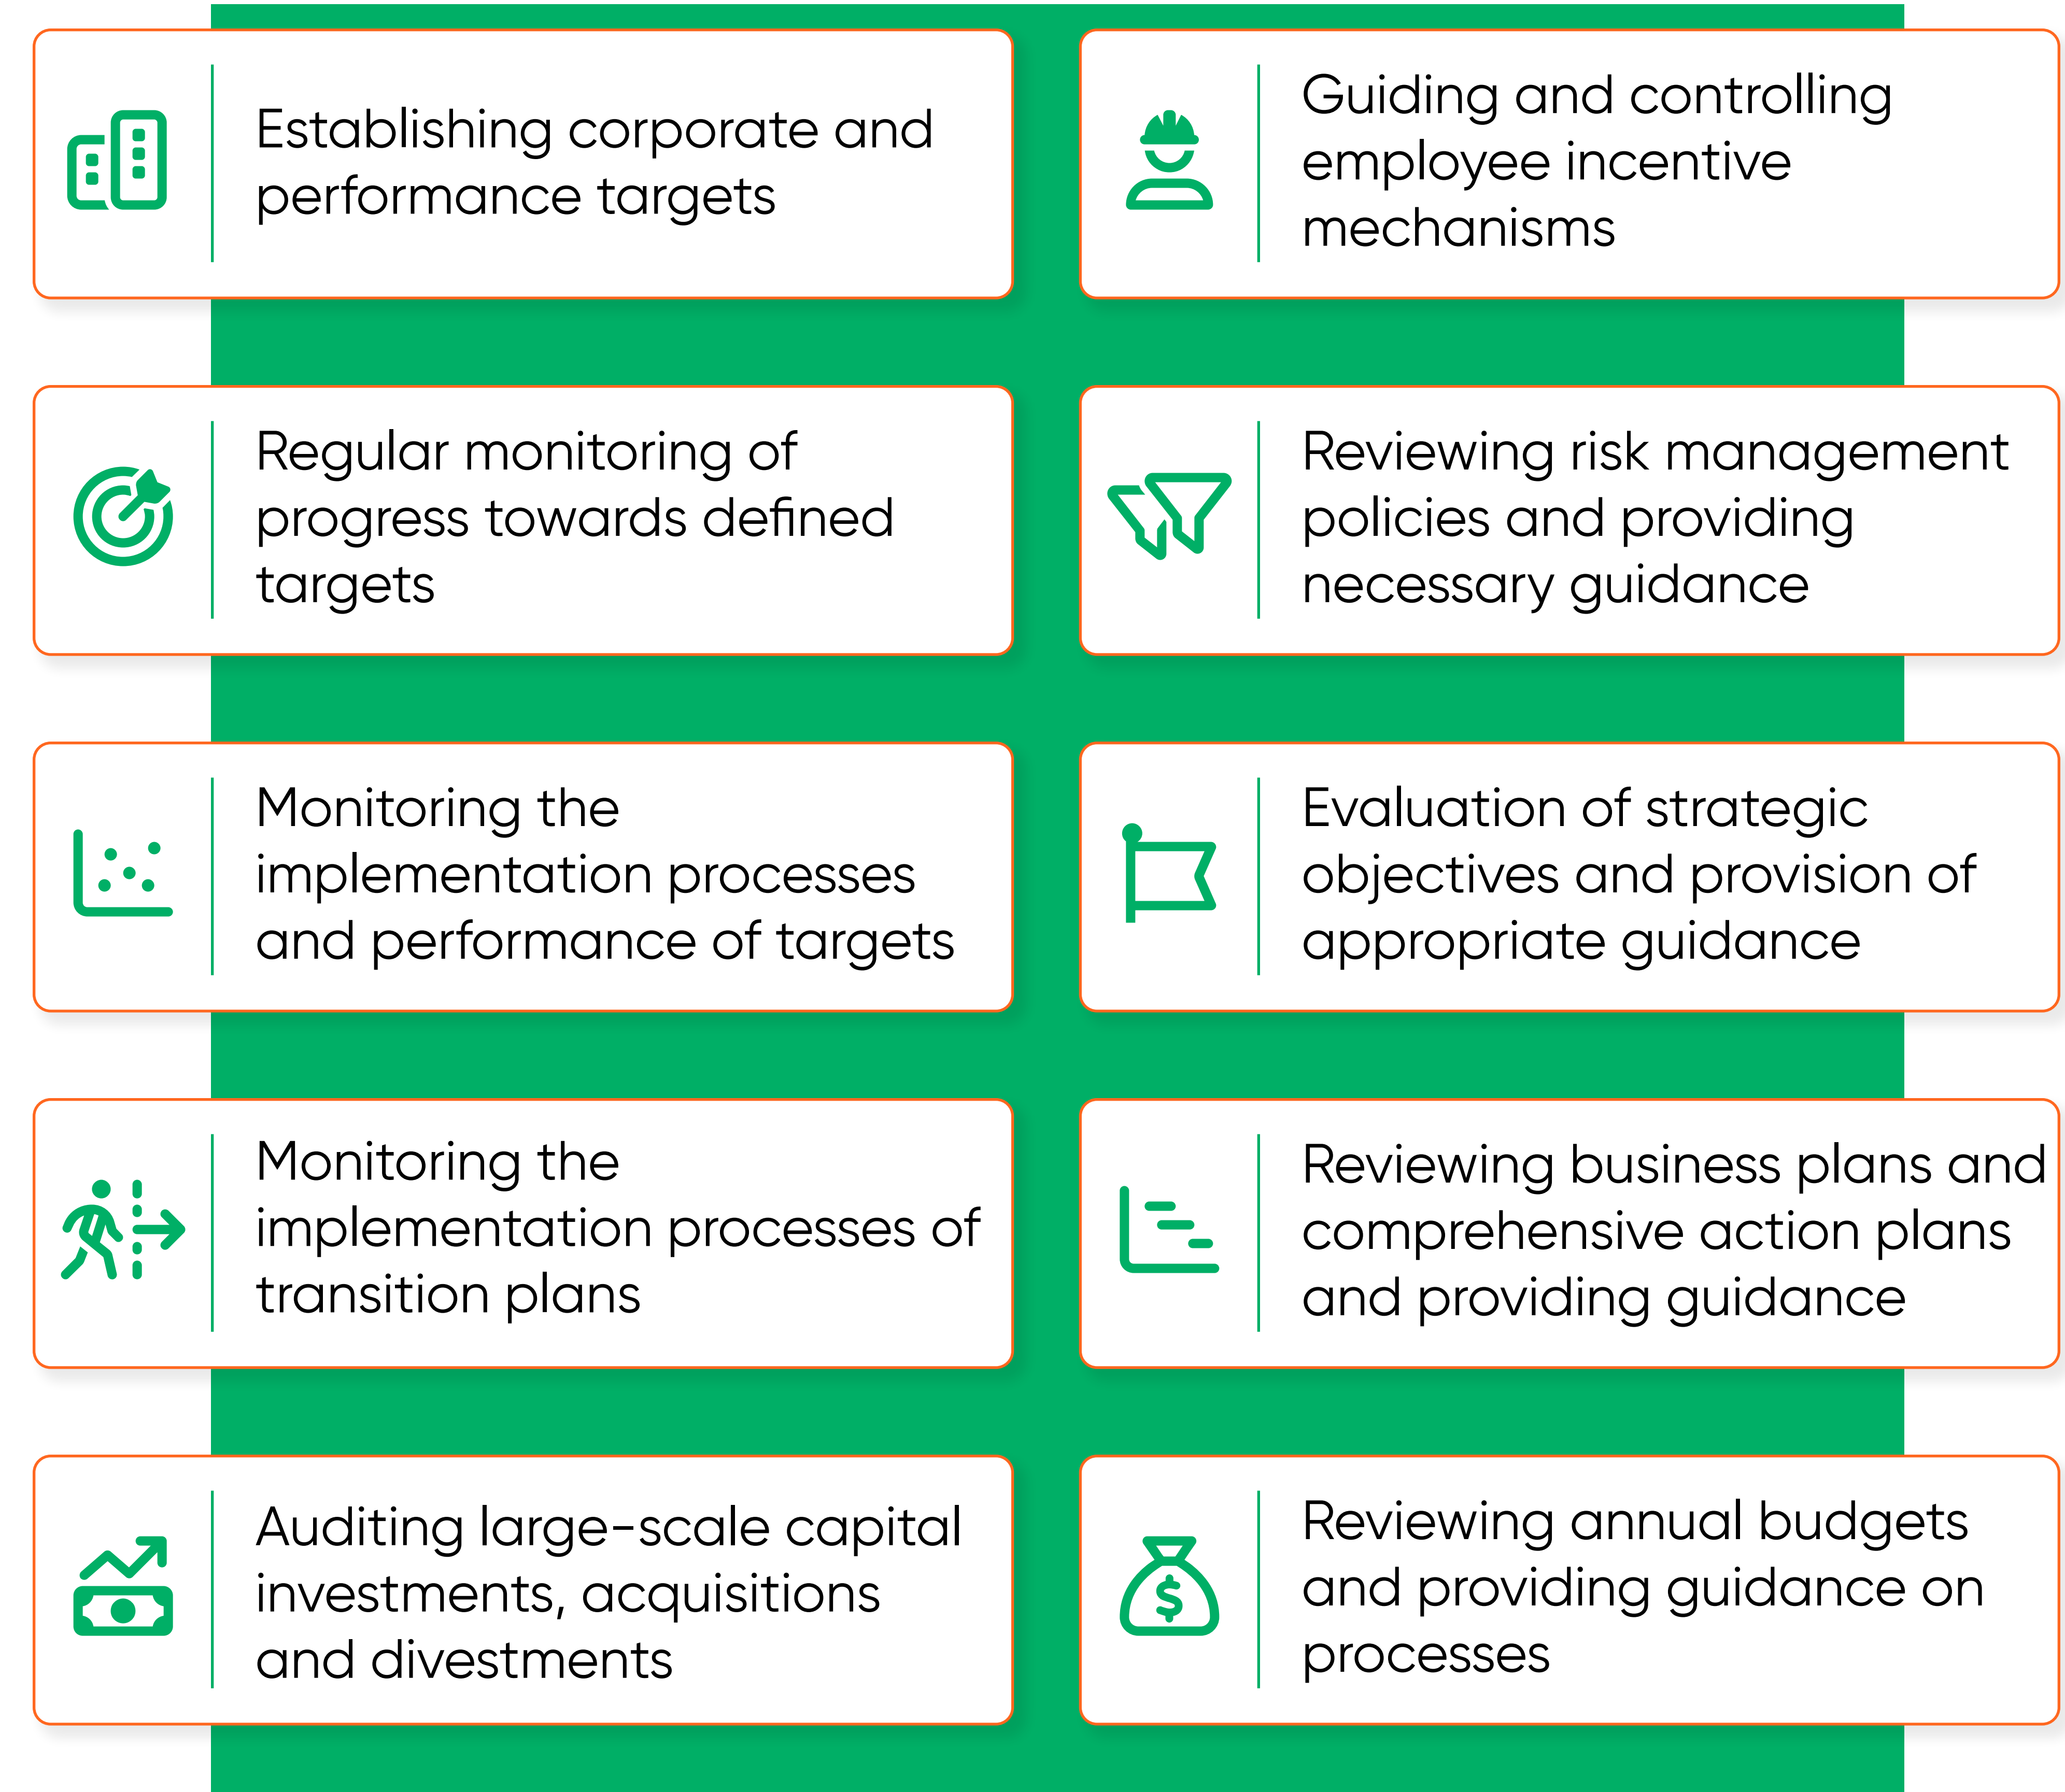 Establishing corporate and
performance targets
Guiding and controlling
employee incentive
mechanisms
Regular monitoring of
progress towards defined
targets
Reviewing risk management
policies and providing
necessary guidance
Monitoring the
implementation processes
and performance of targets
Evaluation of strategic
objectives and provision of
appropriate guidance
Monitoring the
implementation processes of
transition plans
Reviewing business plans and
comprehensive action plans
and providing guidance
Auditing large-scale capital
investments, acquisitions
and divestments
Reviewing annual budgets
and providing guidance on
processes